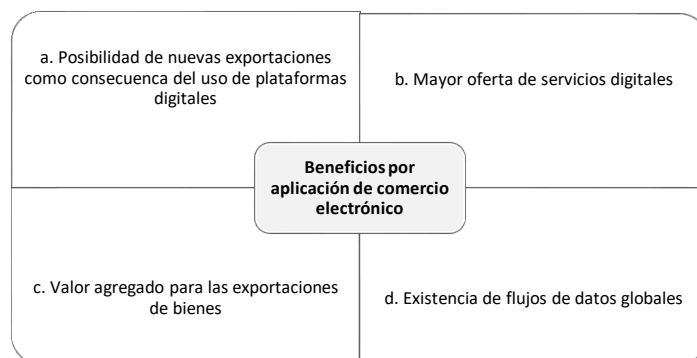 a. Posibilidad de nuevas exportaciones
como consecuenca del uso de plataformas
digitales
b. Mayor oferta de servicios digitales
Beneficios por
aplicación de comercio
electrónico
c. Valor agregado para las exportaciones
de bienes
d. Existencia de flujos de datos globales